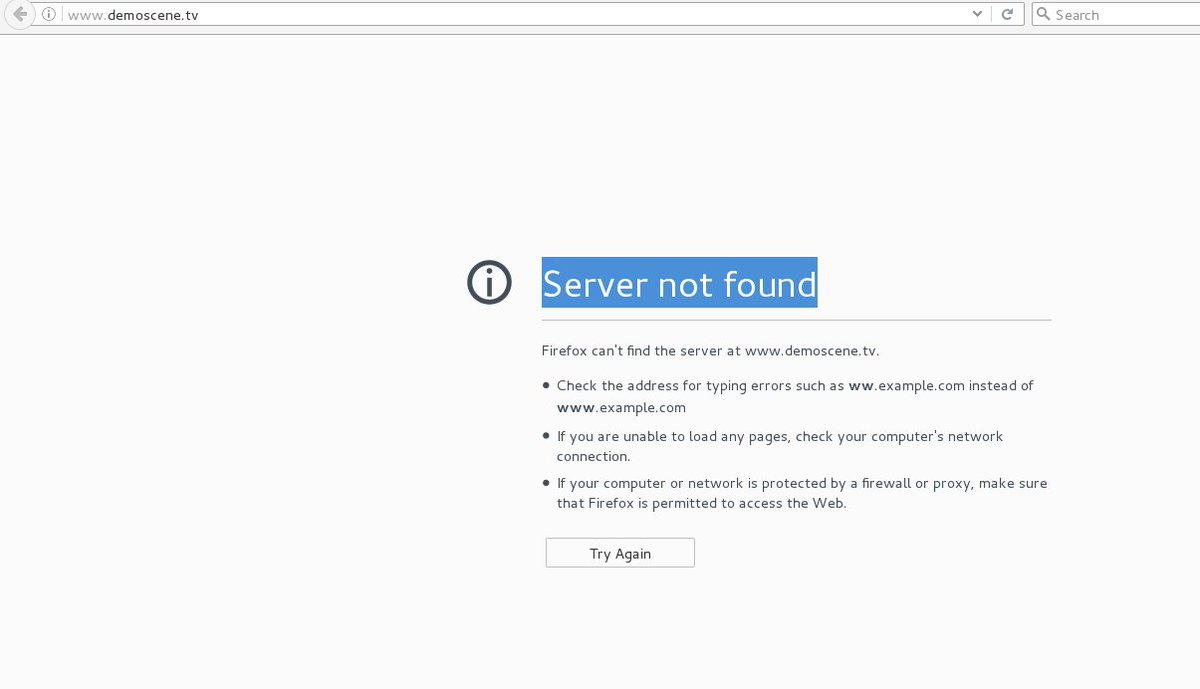 www.demoscene.tv
Search
Server not found
Firefox can't find the server at www.demoscene.tv.
Check the address for typing errors such as ww.example.com instead of
www.example.com
If you are unable to load any pages, check your computer's network
connection.
If your computer or network is protected by a firewall or proxy, make sure
that Firefox is permitted to access the Web.
Try Again